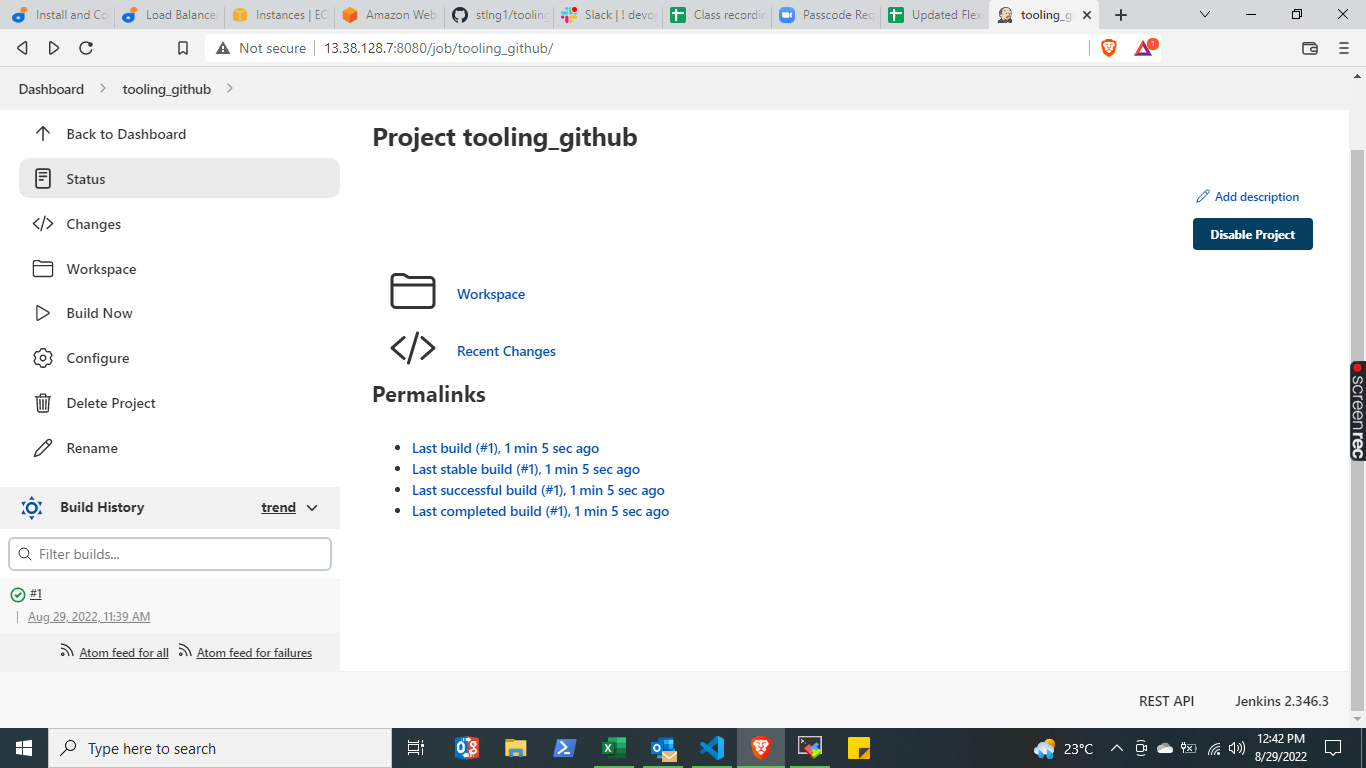 Install and Co
Load Balancer
Instances | EC
Amazon Web
stlng1/tooling
Slack | ! devop
Class recordin
Passcode Req
Updated Flexi
tooling_g
Not secure
13.38.128.7:8080/job/tooling_github/
1
Dashboard
tooling_github
Back to Dashboard
Status
Changes
Workspace
Build Now
Configure
Delete Project
Rename
Build History
trend
Filter builds...
#1
Aug 29, 2022, 11:39 AM
Atom feed for all
Atom feed for failures
Project tooling_github
Add description
Disable Project
Workspace
Recent Changes
Permalinks
Last build (#1), 1 min 5 sec ago
Last stable build (#1), 1 min 5 sec ago
Last successful build (#1), 1 min 5 sec ago
Last completed build (#1), 1 min 5 sec ago
screenrec
REST API
Jenkins 2.346.3
Type here to search
23°C
12:42 PM
8/29/2022